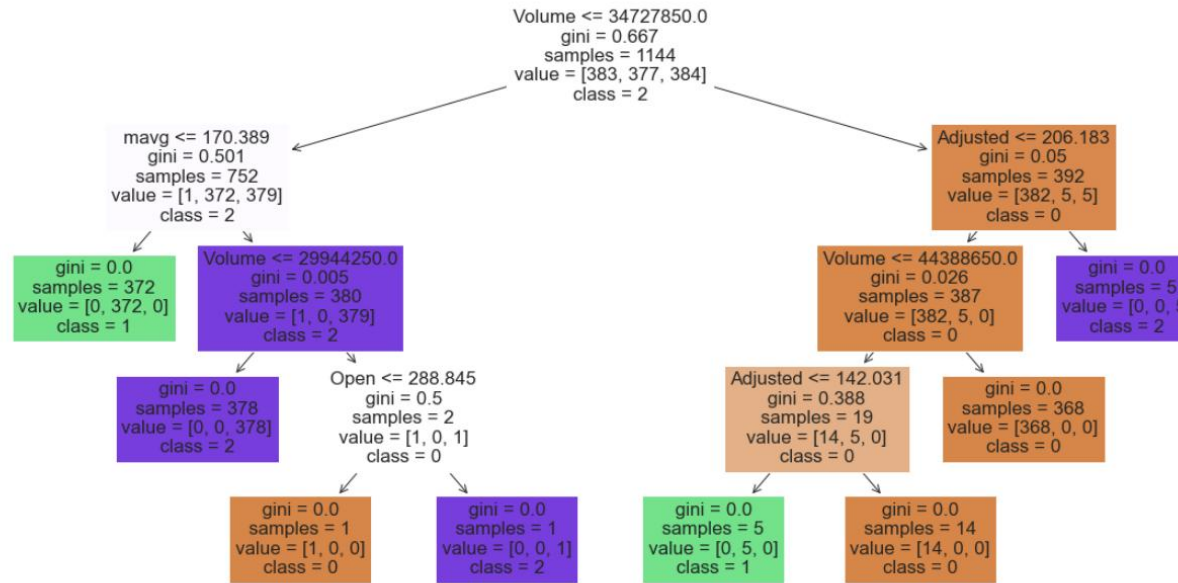 Volume <= 34727850.0
gini = 0.667
samples = 1144
value = [383, 377, 384]
class = 2
mavg <= 170.389
gini = 0.501
samples = 752
value = [1, 372, 379]
class = 2
Adjusted <= 206.183
gini = 0.05
samples = 392
value = [382, 5, 5]
class = 0
gini = 0.0
samples = 372
value = [0, 372, 0]
class = 1
Volume <= 29944250.0
gini = 0.005
samples = 380
value = [1, 0, 379]
class = 2
Volume <= 44388650.0
gini = 0.026
samples = 387
value = [382, 5, 0]
class = 0
gini = 0.0
samples = 5
value = [0, 0, 5
class = 2
gini = 0.0
samples = 378
value = [0, 0, 378]
class = 2
Open <= 288.845
gini = 0.5
samples = 2
value = [1, 0, 1]
class = 0
Adjusted <= 142.031
gini = 0.388
samples = 19
value = [14, 5, 0]
class = 0
gini = 0.0
samples = 368
value = [368, 0, 0]
class = 0
gini = 0.0
samples = 1
value = [1, 0, 0]
class = 0
gini = 0.0
samples = 1
value = [0, 0, 1]
class = 2
gini = 0.0
samples = 5
value = [0, 5, 0]
class = 1
gini = 0.0
samples = 14
value = [14, 0, 0]
class = 0